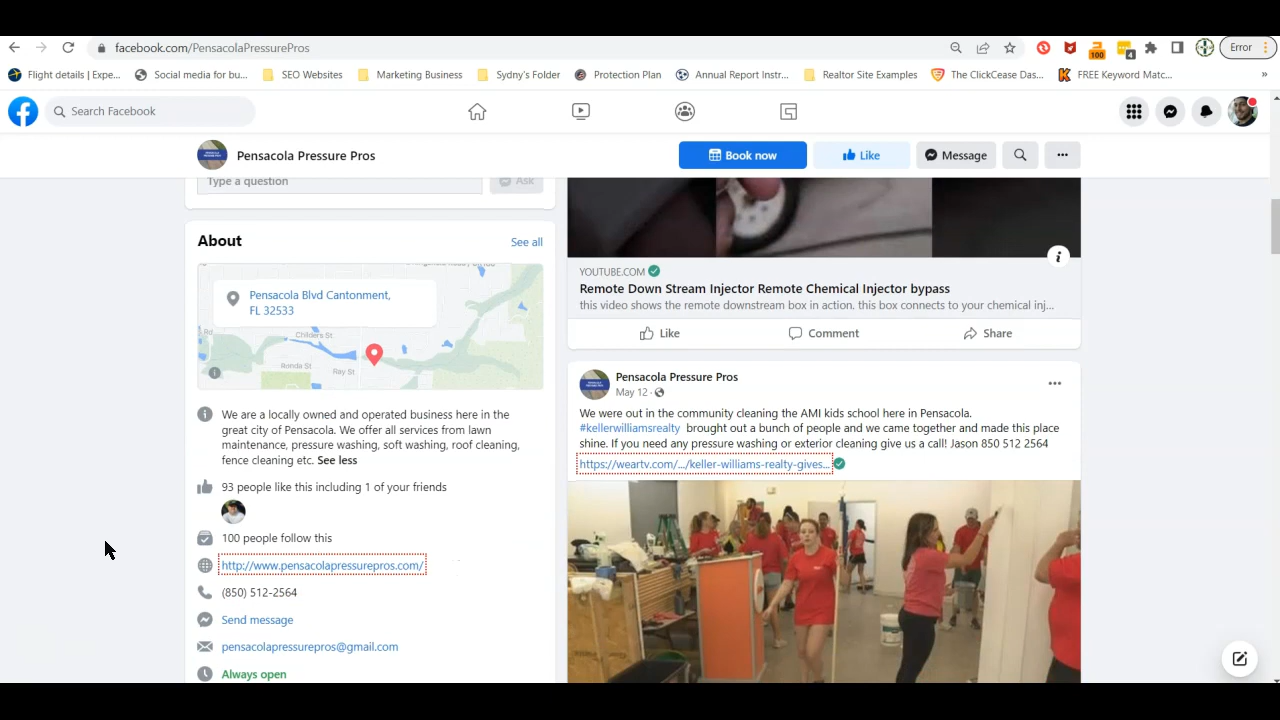 facebook.com/PensacolaPressurePros
Error
100
4
Flight details | Expe...
Social media for bu...
SEO Websites
Marketing Business
Sydny's Folder
Protection Plan
Annual Report Instr...
Realtor Site Examples
The ClickCease Das...
FREE Keyword Matc...
»
Search Facebook
Pensacola Pressure Pros
Book now
Like
Message
Type a question
Ask
About
See all
Pensacola Blvd Cantonment,
FL 32533
Childers St
Ronda St
Ray St
Rd
We are a locally owned and operated business here in the
great city of Pensacola. We offer all services from lawn
maintenance, pressure washing, soft washing, roof cleaning,
fence cleaning etc. See less
93 people like this including 1 of your friends
100 people follow this
http://www.pensacolapressurepros.com/
(850) 512-2564
Send message
pensacolapressurepros@gmail.com
Always open
YOUTUBE.COM
Remote Down Stream Injector Remote Chemical Injector bypass
this video shows the remote downstream box in action, this box connects to your chemical inj...
Like
Comment
Share
Pensacola Pressure Pros
May 12 ·
We were out in the community cleaning the AMI kids school here in Pensacola.
#kellerwilliamsrealty brought out a bunch of people and we came together and made this place
shine. If you need any pressure washing or exterior cleaning give us a call! Jason 850 512 2564
https://weartv.com/.../keller-williams-realty-gives...